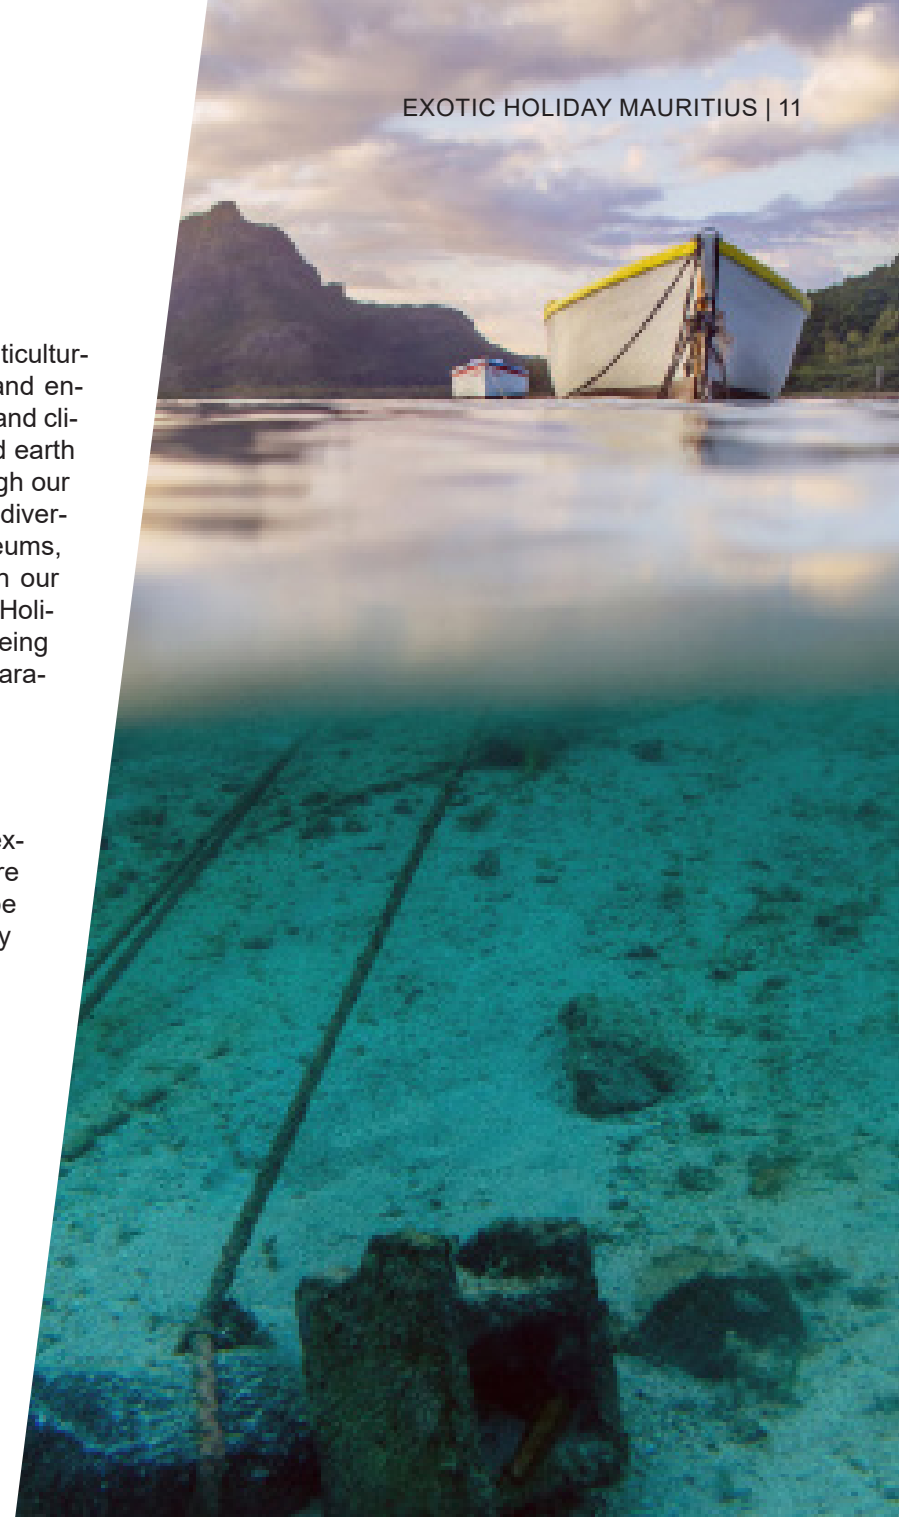 EXOTIC HOLIDAY MAURITIUS | 11
ticultur-
and en-
and cli-
d earth
gh our
diver-
eums,
n our
Holi-
eing
ara-
ex-
re
be
y